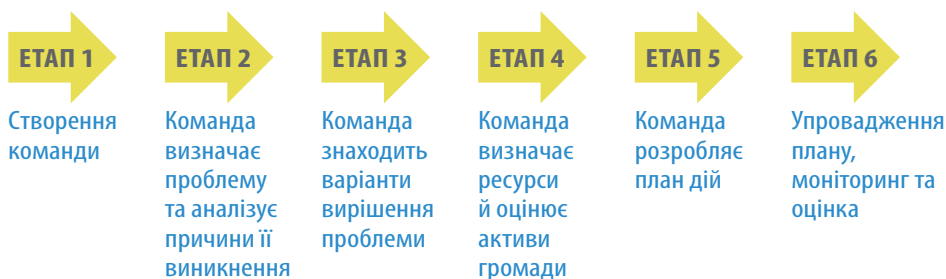 ЕТАП 1
Створення
команди
ЕТАП 2
Команда
визначає
проблему
та аналізує
причини її
виникнення
ЕТАП 3
Команда
знаходить
варіанти
вирішення
проблеми
ЕТАП 4
Команда
визначає
ресурси
й оцінює
активи
громади
ЕТАП 5
Команда
розробляє
план дій
ЕТАП 6
Упровадження
плану,
моніторинг та
оцінка